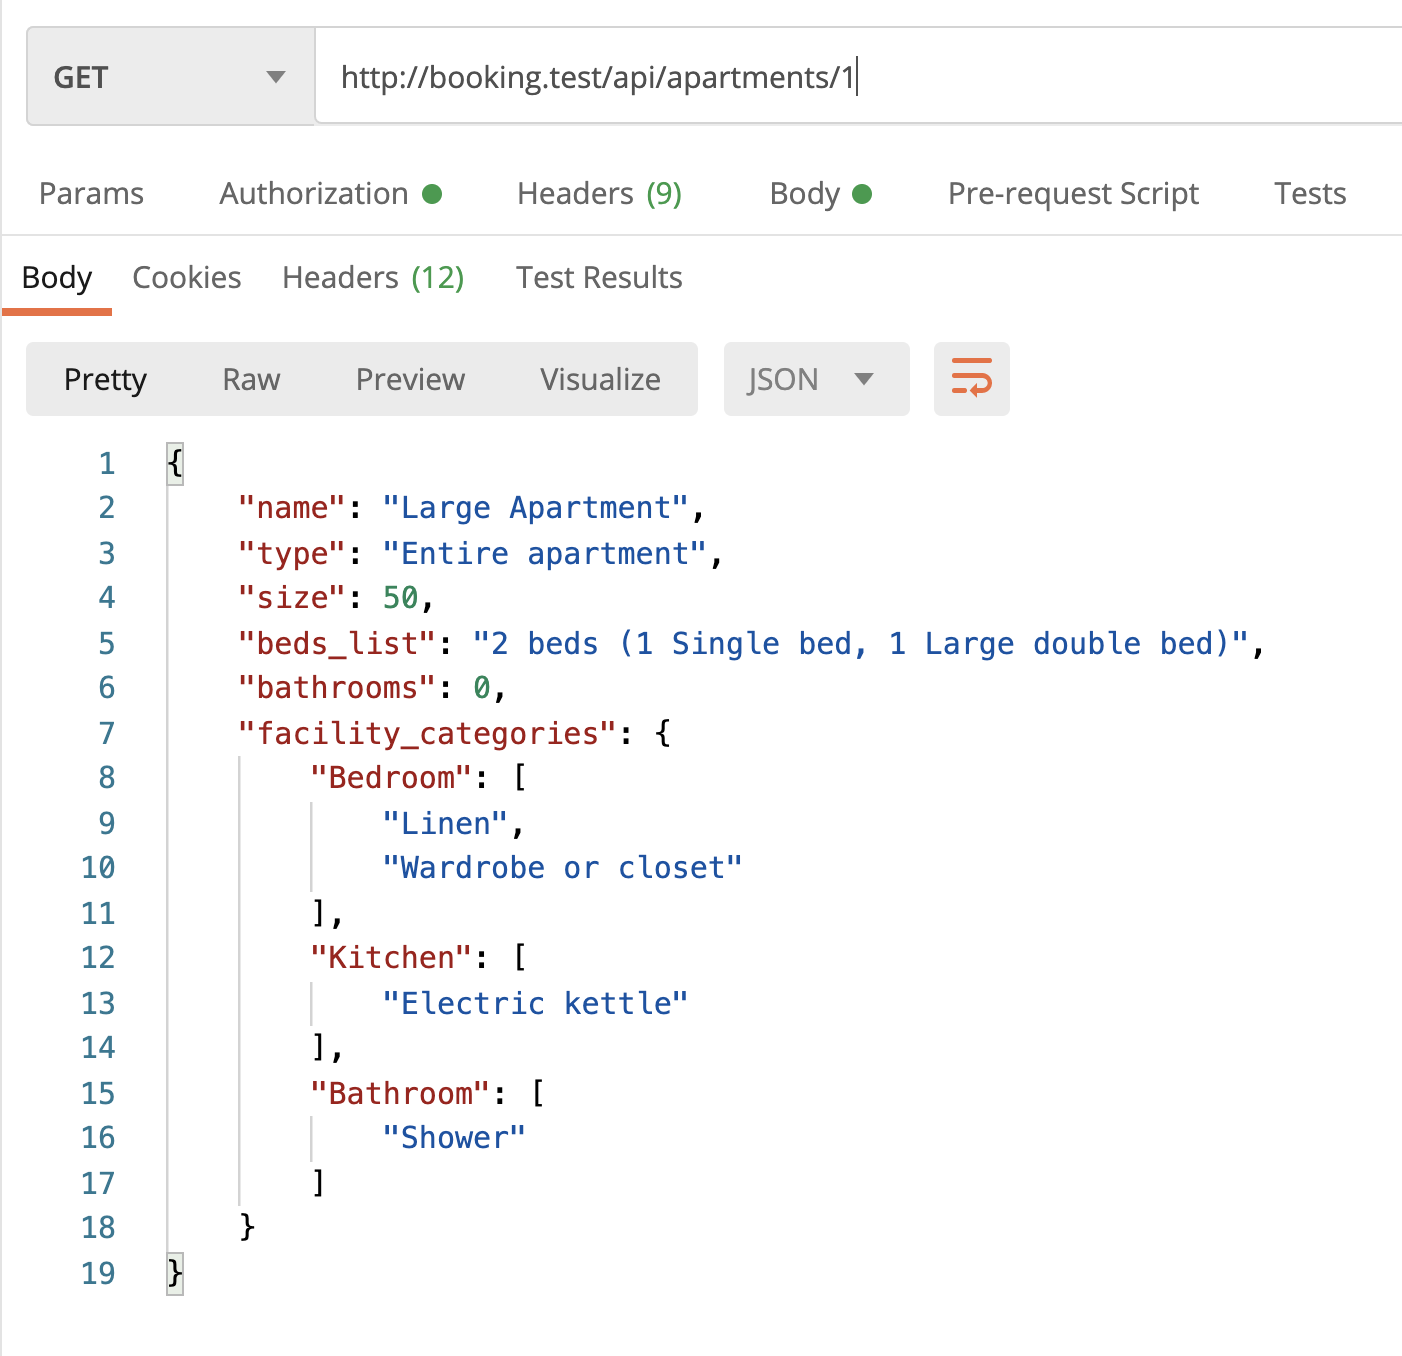 GET http://booking.test/api/apartments/1
Params Authorization Headers (9) Body Pre-request Script Tests
Body Cookies Headers (12) Test Results
Pretty Raw Preview Visualize JSON
1 {
2 "name": "Large Apartment",
3 "type": "Entire apartment",
4 "size": 50,
5 "beds_list": "2 beds (1 Single bed, 1 Large double bed)",
6 "bathrooms": 0,
7 "facility_categories": {
8 "Bedroom": [
9 "Linen",
10 "Wardrobe or closet"
11 ],
12 "Kitchen": [
13 "Electric kettle"
14 ],
15 "Bathroom": [
16 "Shower"
17 ]
18 }
19 }